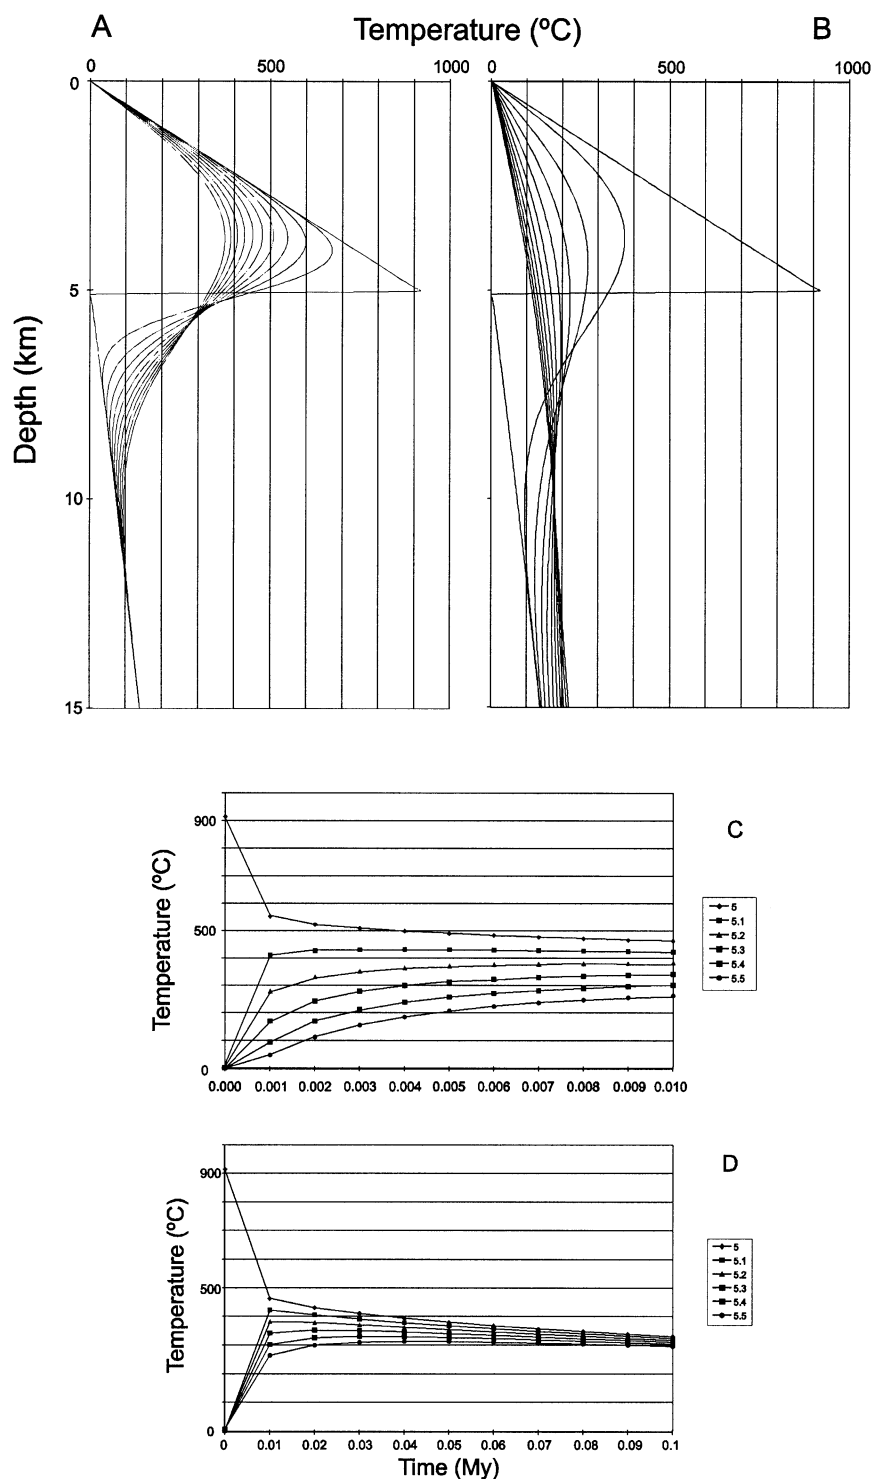 A Temperature (ºC) B
0 500 1000 0 500 1000
0
5
10
15
Depth (km)
C
900
500
0
Temperature (ºC)
0.000 0.001 0.002 0.003 0.004 0.005 0.006 0.007 0.008 0.009 0.010
5
5.1
5.2
5.3
5.4
5.5
D
900
500
0
Temperature (ºC)
0 0.01 0.02 0.03 0.04 0.05 0.06 0.07 0.08 0.09 0.1
Time (My)
5
5.1
5.2
5.3
5.4
5.5